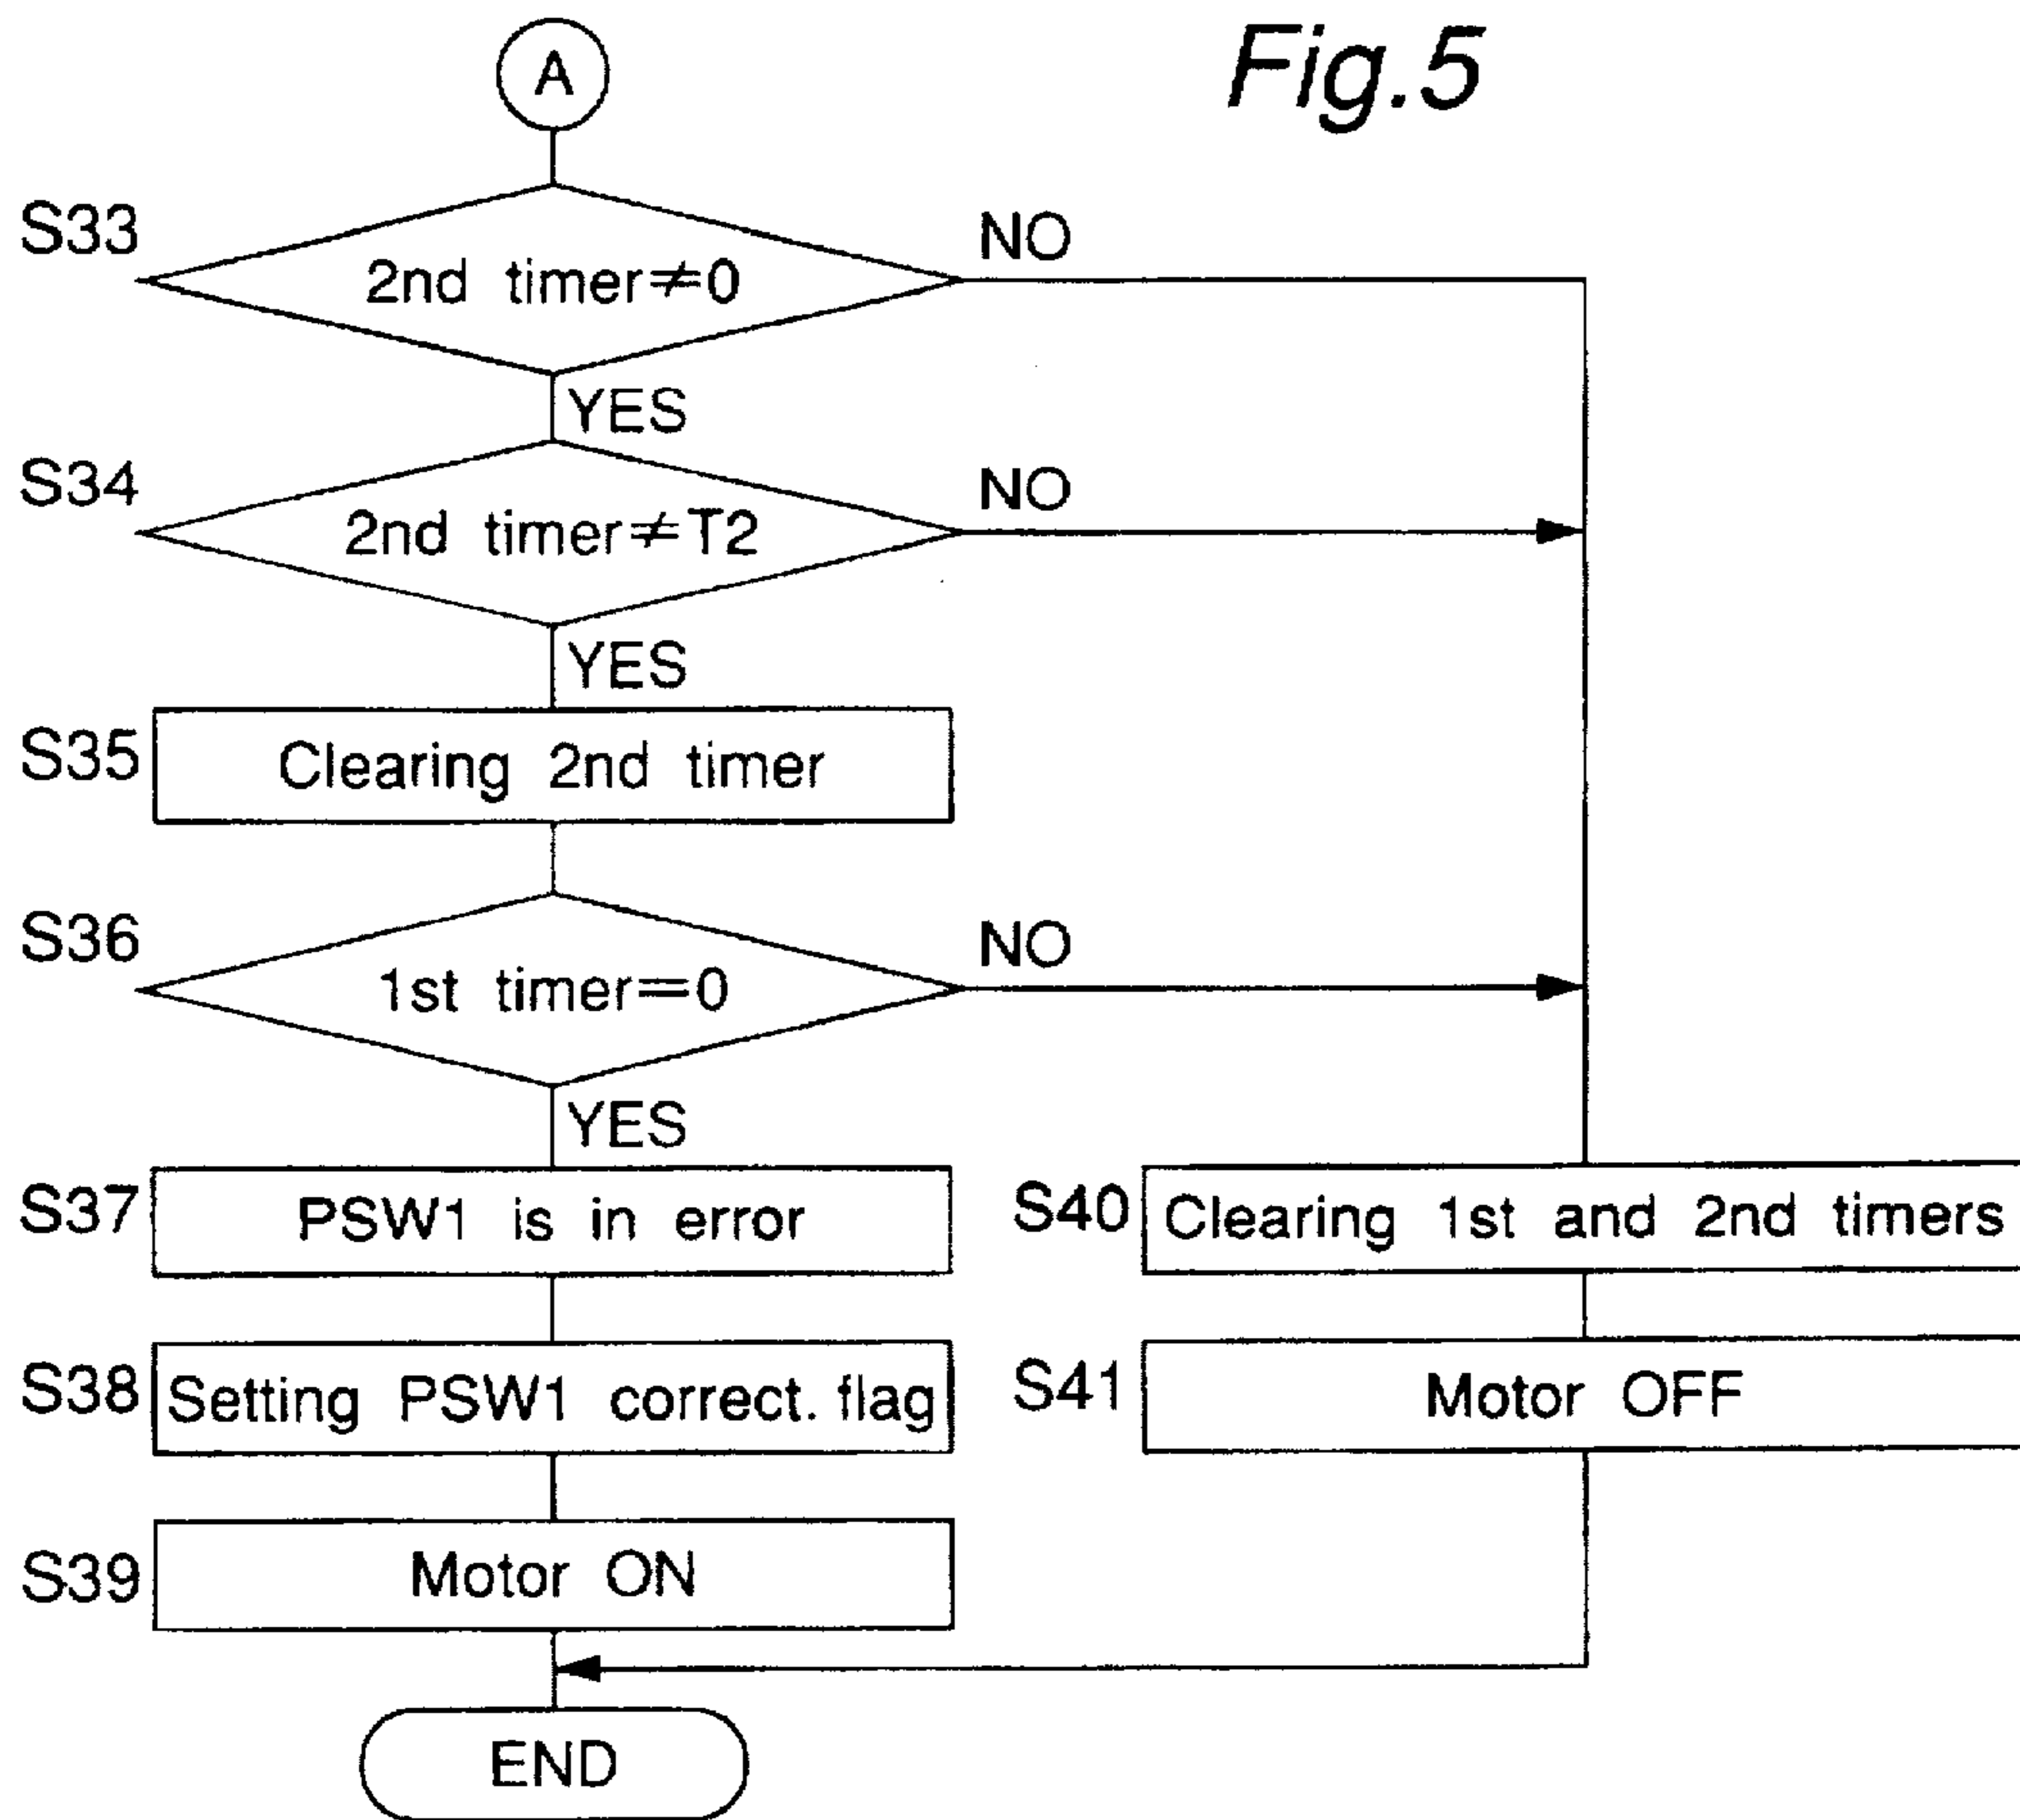 Fig.5
A
S33
2nd timer≠0
NO
YES
S34
2nd timer≠T2
NO
YES
S35
Clearing 2nd timer
S36
1st timer=0
NO
YES
S37
PSW1 is in error
S40
Clearing 1st and 2nd timers
S38
Setting PSW1 correct. flag
S41
Motor OFF
S39
Motor ON
END